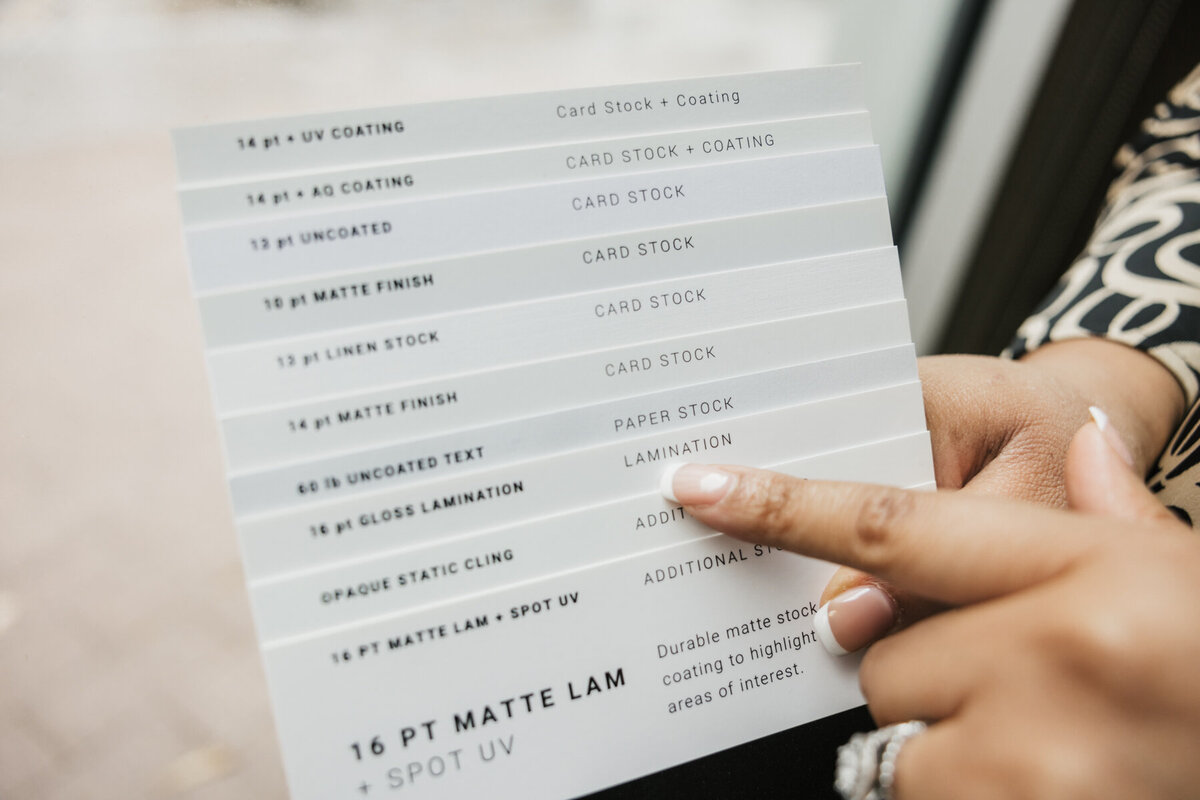 14 pt + UV COATING Card Stock + Coating
14 pt + AQ COATING CARD STOCK + COATING
13 pt UNCOATED CARD STOCK
10 pt MATTE FINISH CARD STOCK
13 pt LINEN STOCK CARD STOCK
14 pt MATTE FINISH CARD STOCK
60 lb UNCOATED TEXT PAPER STOCK
16 pt GLOSS LAMINATION LAMINATION
OPAQUE STATIC CLING
16 PT MATTE LAM + SPOT UV ADDITIONAL
16 PT MATTE LAM
+ SPOT UV
Durable matte stock
coating to highlight
areas of interest.